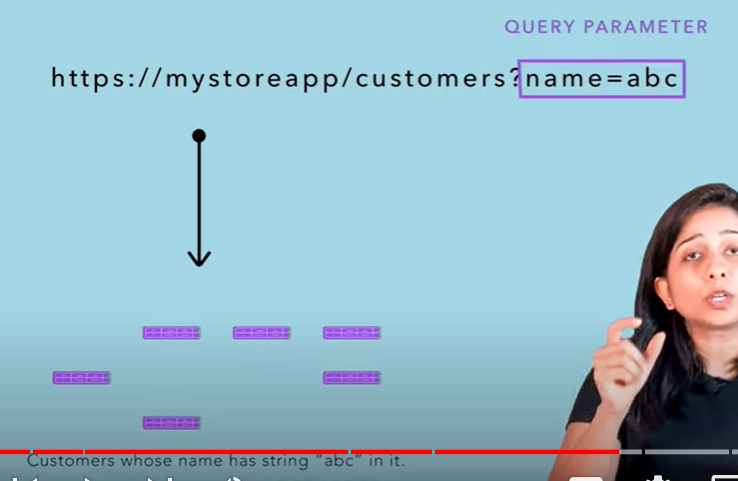 QUERY PARAMETER
https://mystoreapp/customers?name=abc
Customers whose name has string “abc” in it.